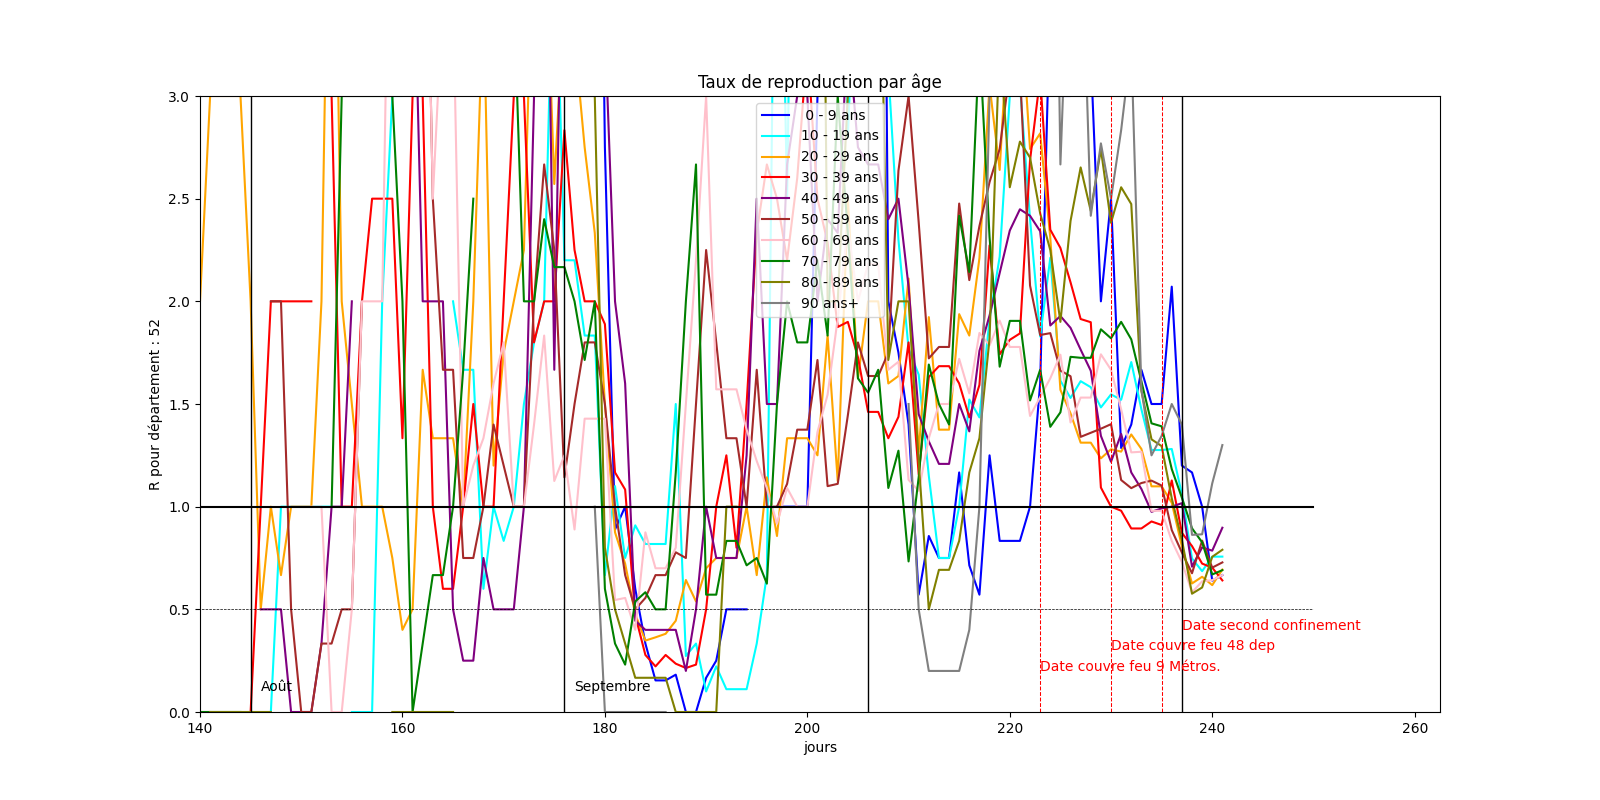 Taux de reproduction par âge
R pour département : 52
3.0
2.5
2.0
1.5
1.0
0.5
0.0
0 - 9 ans
10 - 19 ans
20 - 29 ans
30 - 39 ans
40 - 49 ans
50 - 59 ans
60 - 69 ans
70 - 79 ans
80 - 89 ans
90 ans+
Date second confinement
Date couvre feu 48 dep
Date couvre feu 9 Métros.
Août
Septembre
140 160 180 200 220 240 260
jours